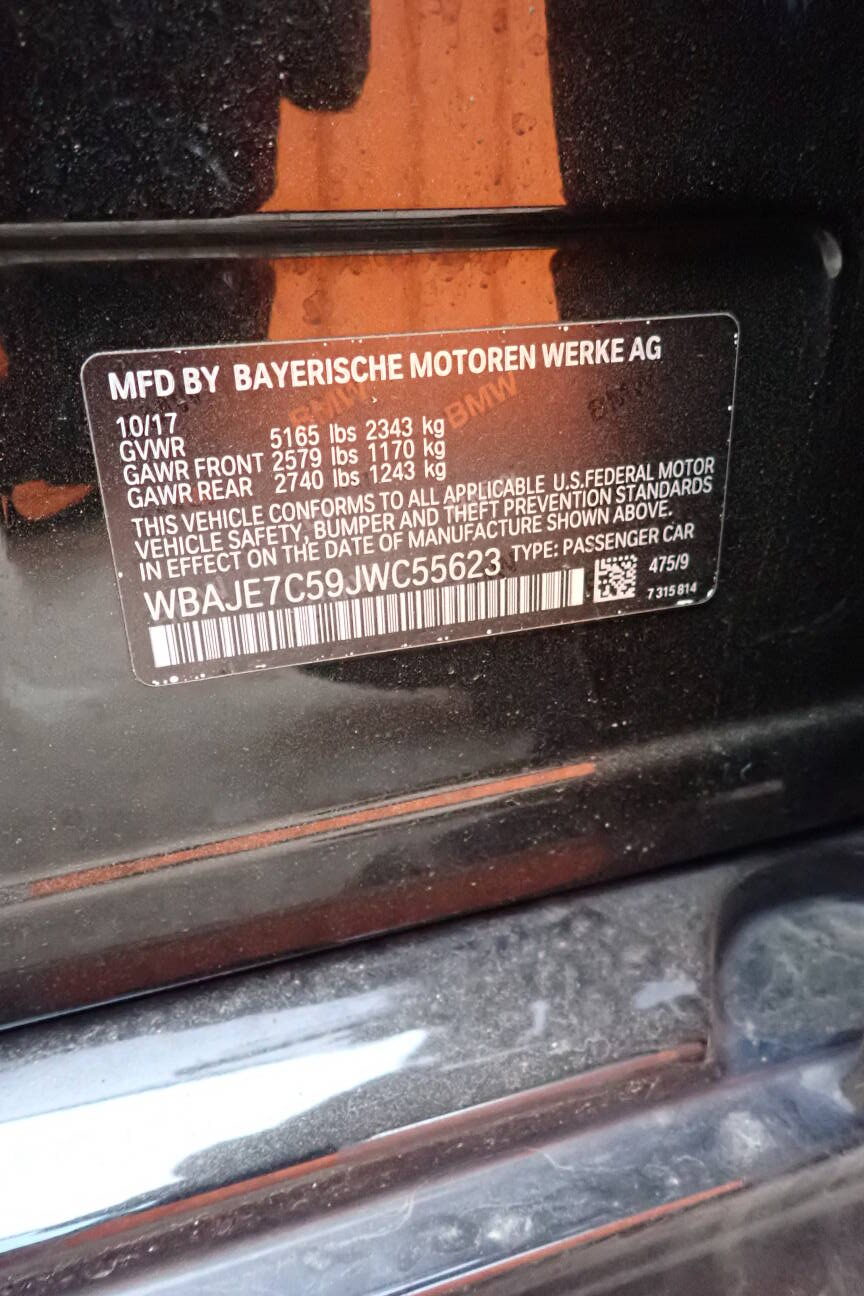 MFD BY BAYERISCHE MOTOREN WERKE AG
BMW BMW BMW
10/17
GVWR 5165 lbs 2343 kg
GAWR FRONT 2579 lbs 1170 kg
GAWR REAR 2740 lbs 1243 kg
THIS VEHICLE CONFORMS TO ALL APPLICABLE U.S.FEDERAL MOTOR
VEHICLE SAFETY, BUMPER AND THEFT PREVENTION STANDARDS
IN EFFECT ON THE DATE OF MANUFACTURE SHOWN ABOVE.
WBAJE7C59JWC55623 TYPE: PASSENGER CAR
475/9
7 315 814